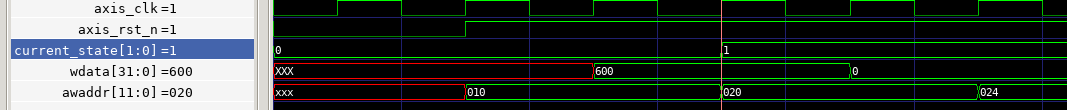 axis_clk =1
axis_rst_n =1
current_state[1:0] =1 0 1
wdata[31:0] =600 XXX 600 0
awaddr[11:0] =020 xxx 010 020 024